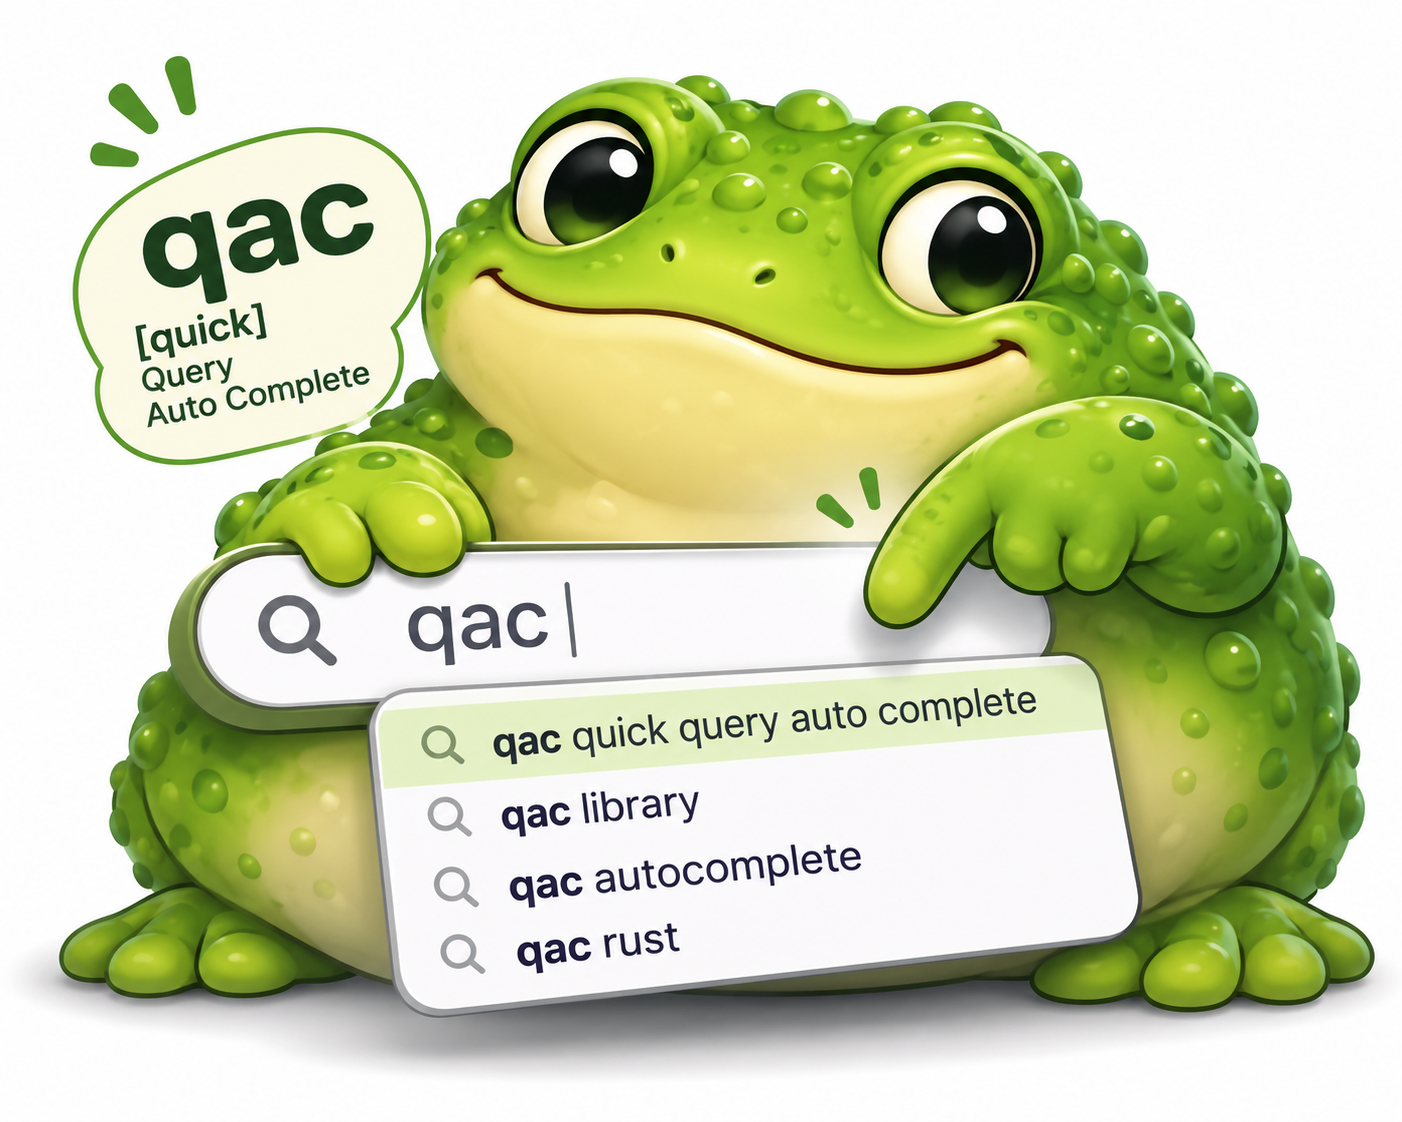 qac
[quick]
Query
Auto Complete
qac
qac quick query auto complete
qac library
qac autocomplete
qac rust